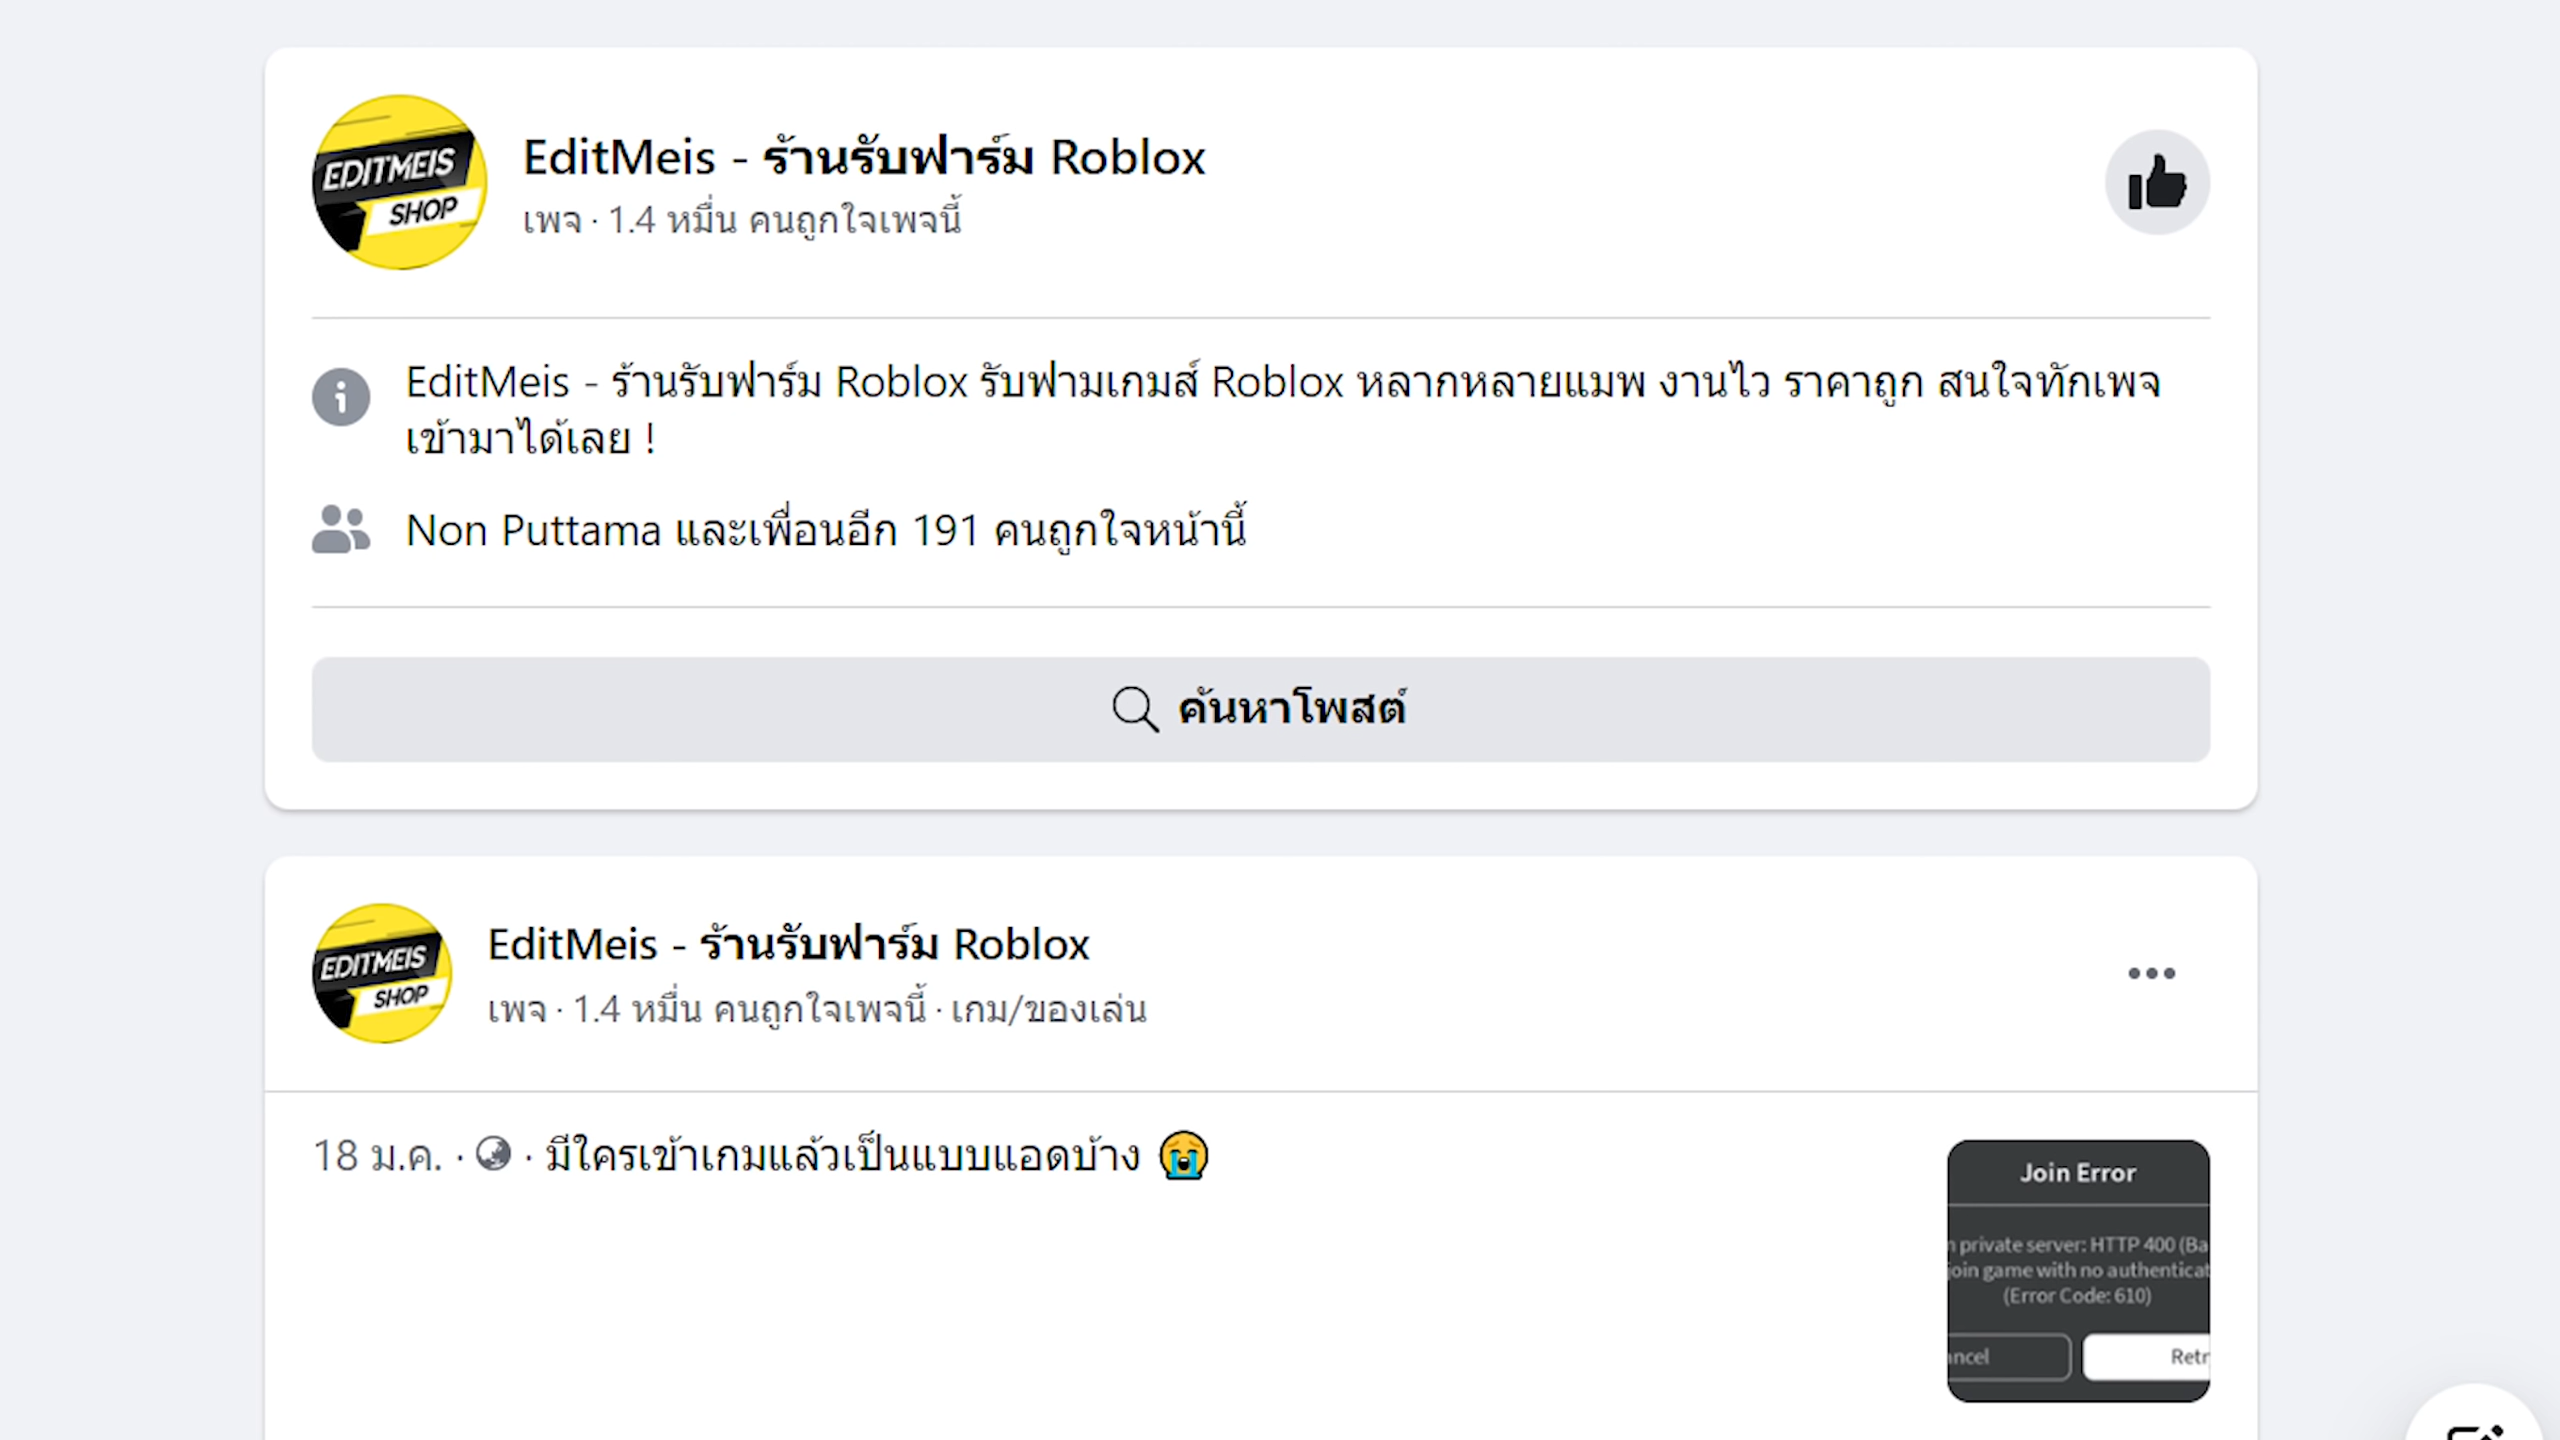 EDITMEIS
SHOP
EditMeis - ร้านรับฟาร์ม Roblox
เพจ · 1.4 หมื่น คนถูกใจเพจนี้
EditMeis - ร้านรับฟาร์ม Roblox รับฟามเกมส์ Roblox หลากหลายแมพ งานไว ราคาถูก สนใจทักเพจ
เข้ามาได้เลย !
Non Puttama และเพื่อนอีก 191 คนถูกใจหน้านี้
ค้นหาโพสต์
EDITMEIS
SHOP
EditMeis - ร้านรับฟาร์ม Roblox
เพจ · 1.4 หมื่น คนถูกใจเพจนี้ · เกม/ของเล่น
18 ม.ค. · · มีใครเข้าเกมแล้วเป็นแบบแอดบ้าง 😭
Join Error
n private server: HTTP 400 (Ba
oin game with no authenticat
(Error Code: 610)
ncel
Retr